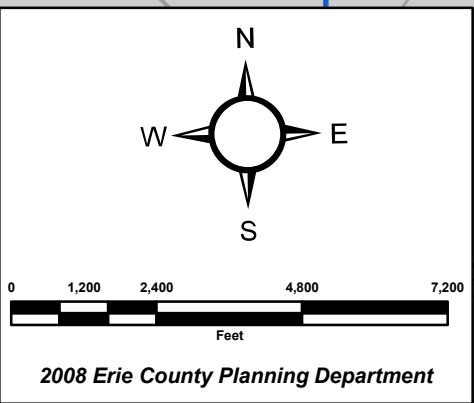 N
W E
S
0 1,200 2,400 4,800 7,200
Feet
2008 Erie County Planning Department